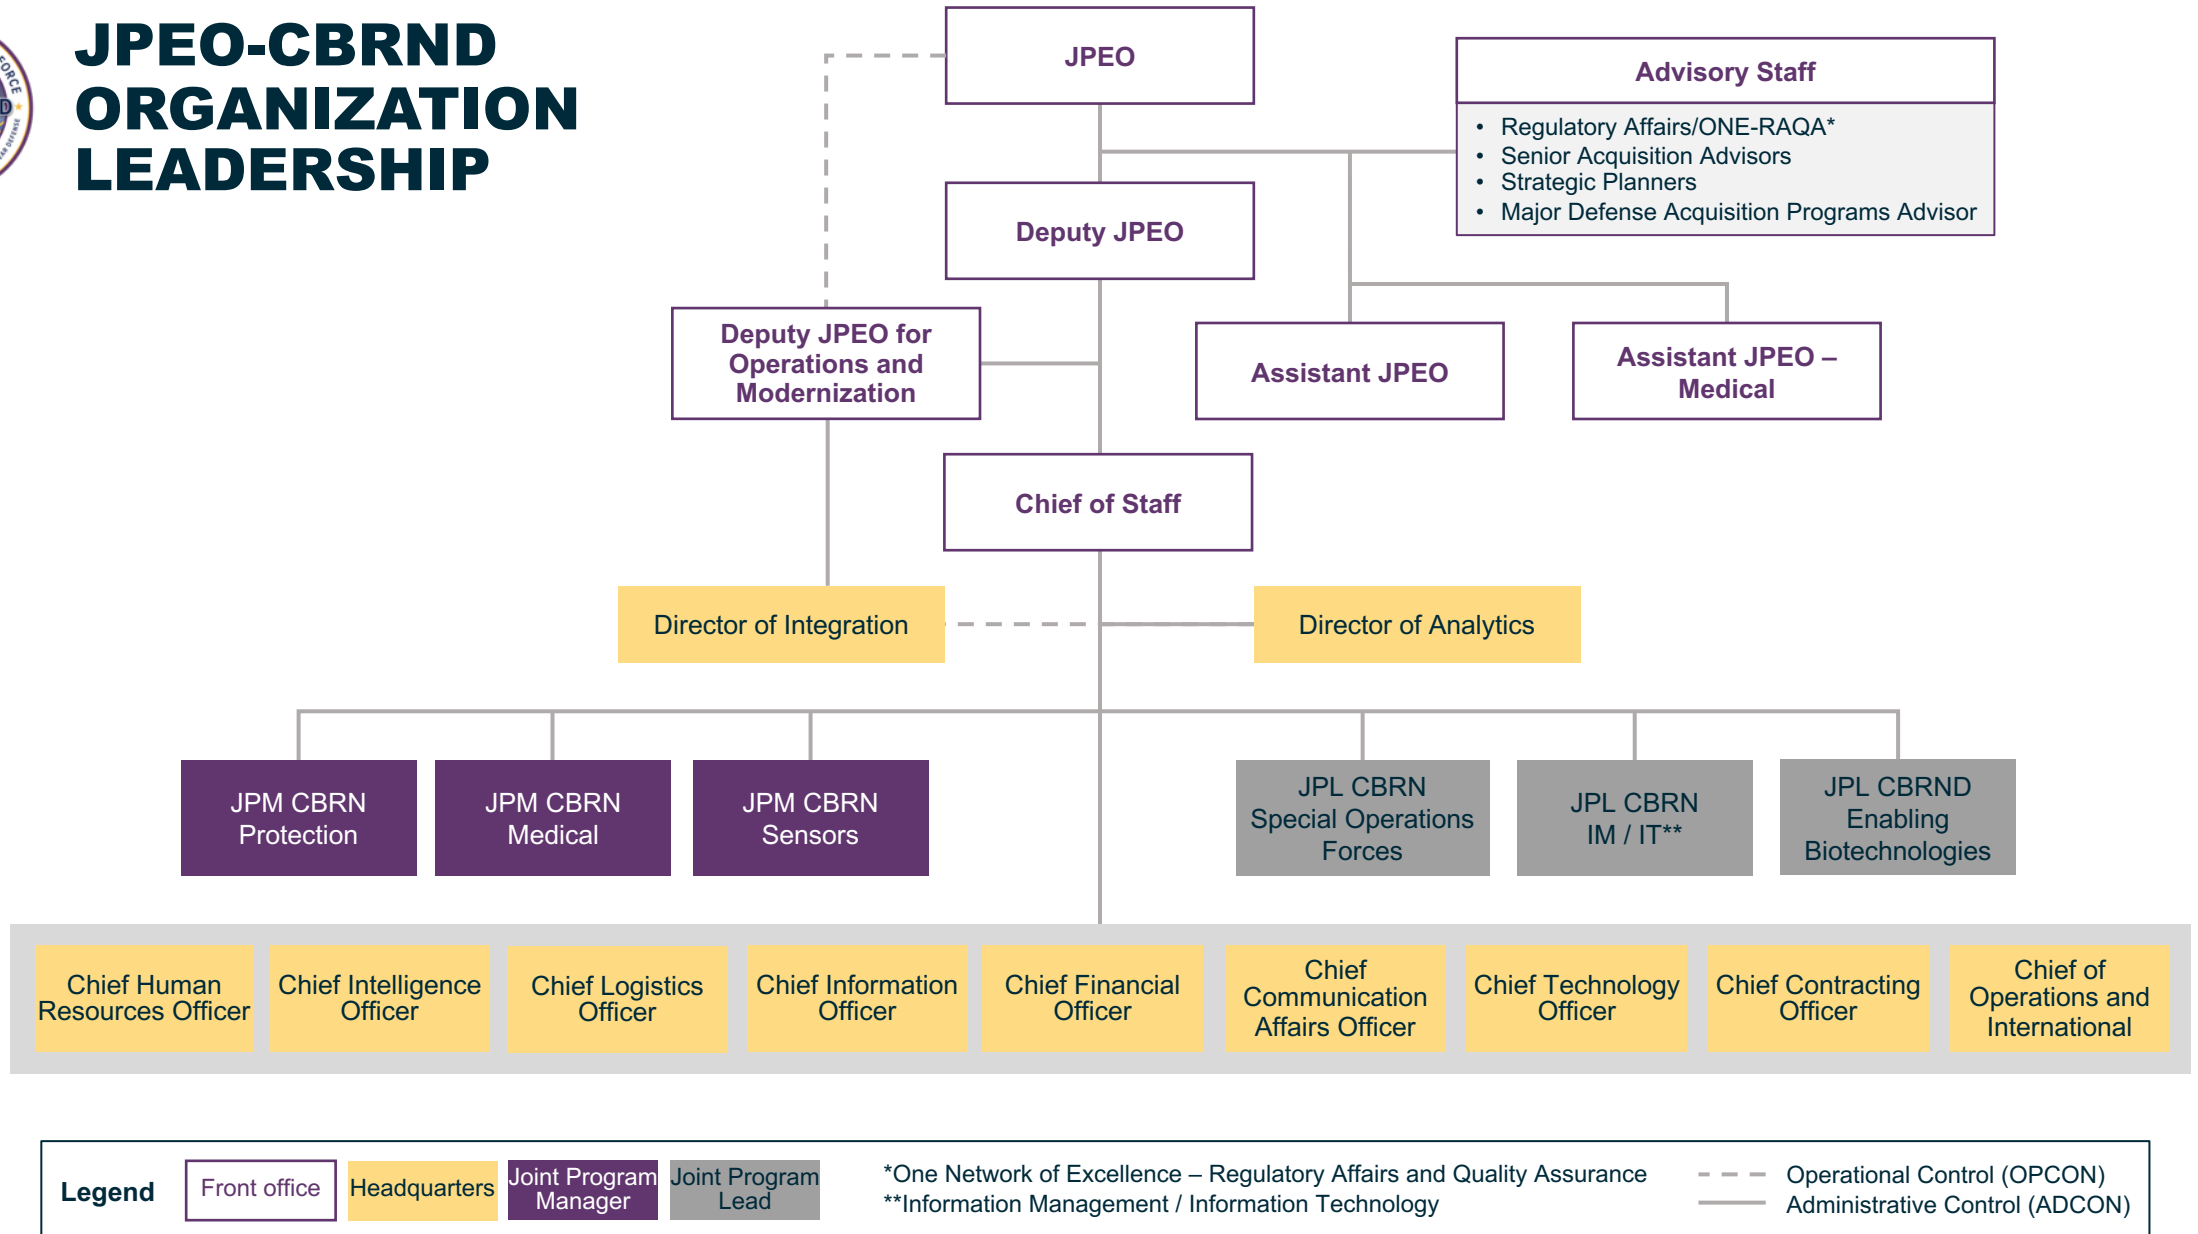 JPEO-CBRND
ORGANIZATION
LEADERSHIP
FORCE
JPEO
Advisory Staff
• Regulatory Affairs/ONE-RAQA*
• Senior Acquisition Advisors
• Strategic Planners
• Major Defense Acquisition Programs Advisor
Deputy JPEO
Deputy JPEO for
Operations and
Modernization
Assistant JPEO
Assistant JPEO –
Medical
Chief of Staff
Director of Integration
Director of Analytics
JPM CBRN
Protection
JPM CBRN
Medical
JPM CBRN
Sensors
JPL CBRN
Special Operations
Forces
JPL CBRN
IM / IT**
JPL CBRND
Enabling
Biotechnologies
Chief Human
Resources Officer
Chief Intelligence
Officer
Chief Logistics
Officer
Chief Information
Officer
Chief Financial
Officer
Chief
Communication
Affairs Officer
Chief Technology
Officer
Chief Contracting
Officer
Chief of
Operations and
International
Legend
Front office
Headquarters
Joint Program
Manager
Joint Program
Lead
*One Network of Excellence – Regulatory Affairs and Quality Assurance
**Information Management / Information Technology
Operational Control (OPCON)
Administrative Control (ADCON)